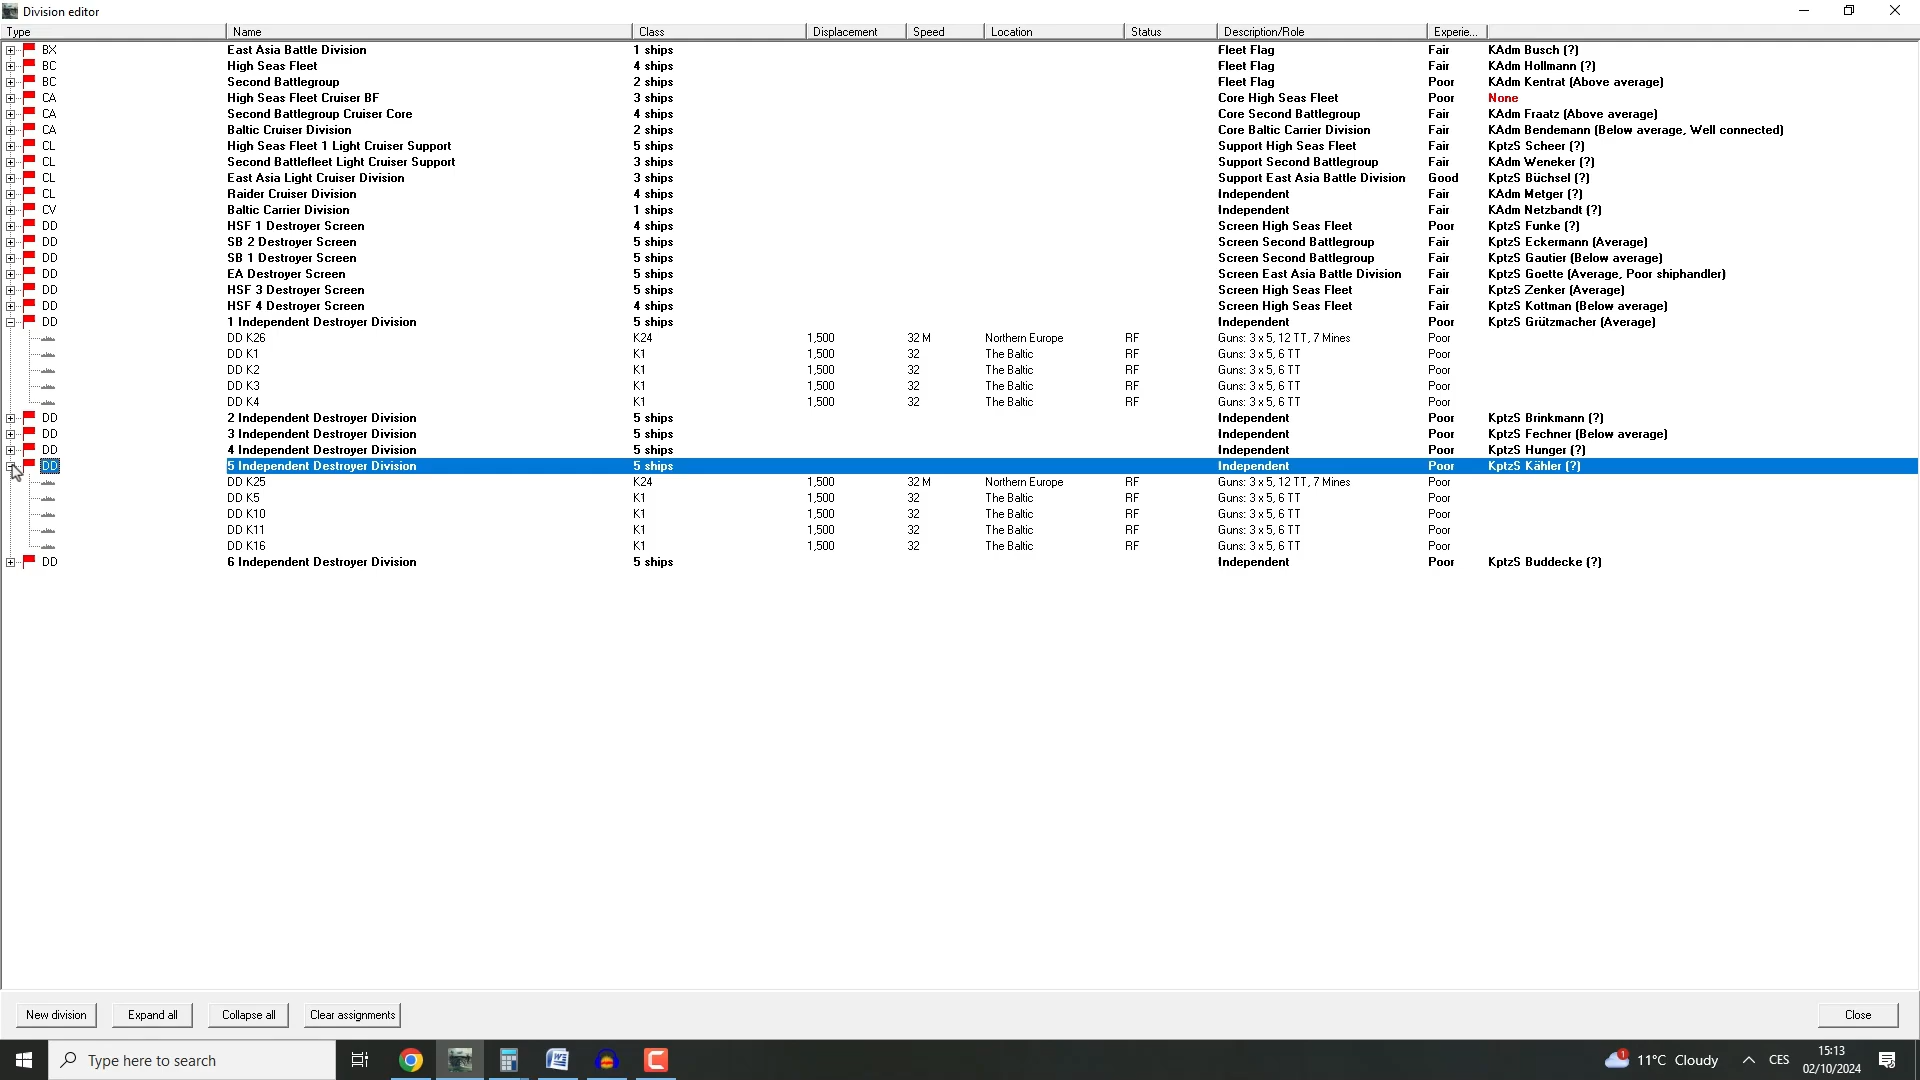 Division editor
Type Name Class Displacement Speed Location Status Description/Role Experie...
BX East Asia Battle Division 1 ships Fleet Flag Fair KAdm Busch (?)
BC High Seas Fleet 4 ships Fleet Flag Fair KAdm Hollmann (?)
BC Second Battlegroup 2 ships Fleet Flag Poor KAdm Kentrat (Above average)
CA High Seas Fleet Cruiser BF 3 ships Core High Seas Fleet Poor None
CA Second Battlegroup Cruiser Core 4 ships Core Second Battlegroup Fair KAdm Fraatz (Above average)
CA Baltic Cruiser Division 2 ships Core Baltic Carrier Division Fair KAdm Bendemann (Below average, Well connected)
CL High Seas Fleet 1 Light Cruiser Support 5 ships Support High Seas Fleet Fair KptzS Scheer (?)
CL Second Battlefleet Light Cruiser Support 3 ships Support Second Battlegroup Fair KAdm Weneker (?)
CL East Asia Light Cruiser Division 3 ships Support East Asia Battle Division Good KptzS Büchsel (?)
CL Raider Cruiser Division 4 ships Independent Fair KAdm Metger (?)
CV Baltic Carrier Division 1 ships Independent Fair KAdm Netzbandt (?)
DD HSF 1 Destroyer Screen 4 ships Screen High Seas Fleet Poor KptzS Funke (?)
DD SB 2 Destroyer Screen 5 ships Screen Second Battlegroup Fair KptzS Eckermann (Average)
DD SB 1 Destroyer Screen 5 ships Screen Second Battlegroup Fair KptzS Gautier (Below average)
DD EA Destroyer Screen 5 ships Screen East Asia Battle Division Fair KptzS Goette (Average, Poor shiphandler)
DD HSF 3 Destroyer Screen 5 ships Screen High Seas Fleet Fair KptzS Zenker (Average)
DD HSF 4 Destroyer Screen 4 ships Screen High Seas Fleet Fair KptzS Kottman (Below average)
DD 1 Independent Destroyer Division 5 ships Independent Poor KptzS Grützmacher (Average)
DD K26 K24 1,500 32 M Northern Europe RF Guns: 3 x 5, 12 TT, 7 Mines Poor
DD K1 K1 1,500 32 The Baltic RF Guns: 3 x 5, 6 TT Poor
DD K2 K1 1,500 32 The Baltic RF Guns: 3 x 5, 6 TT Poor
DD K3 K1 1,500 32 The Baltic RF Guns: 3 x 5, 6 TT Poor
DD K4 K1 1,500 32 The Baltic RF Guns: 3 x 5, 6 TT Poor
DD 2 Independent Destroyer Division 5 ships Independent Poor KptzS Brinkmann (?)
DD 3 Independent Destroyer Division 5 ships Independent Poor KptzS Fechner (Below average)
DD 4 Independent Destroyer Division 5 ships Independent Poor KptzS Hunger (?)
DD 5 Independent Destroyer Division 5 ships Independent Poor KptzS Kähler (?)
DD K25 K24 1,500 32 M Northern Europe RF Guns: 3 x 5, 12 TT, 7 Mines Poor
DD K5 K1 1,500 32 The Baltic RF Guns: 3 x 5, 6 TT Poor
DD K10 K1 1,500 32 The Baltic RF Guns: 3 x 5, 6 TT Poor
DD K11 K1 1,500 32 The Baltic RF Guns: 3 x 5, 6 TT Poor
DD K16 K1 1,500 32 The Baltic RF Guns: 3 x 5, 6 TT Poor
DD 6 Independent Destroyer Division 5 ships Independent Poor KptzS Buddecke (?)
New division Expand all Collapse all Clear assignments Close
Type here to search 1 11°C Cloudy CES 15:13
02/10/2024